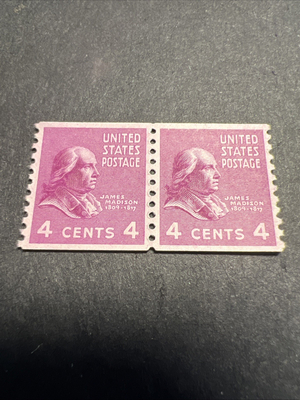 UNITED
STATES
POSTAGE
JAMES
MADISON
1809-1817
4 CENTS 4
UNITED
STATES
POSTAGE
JAMES
MADISON
1809-1817
4 CENTS 4